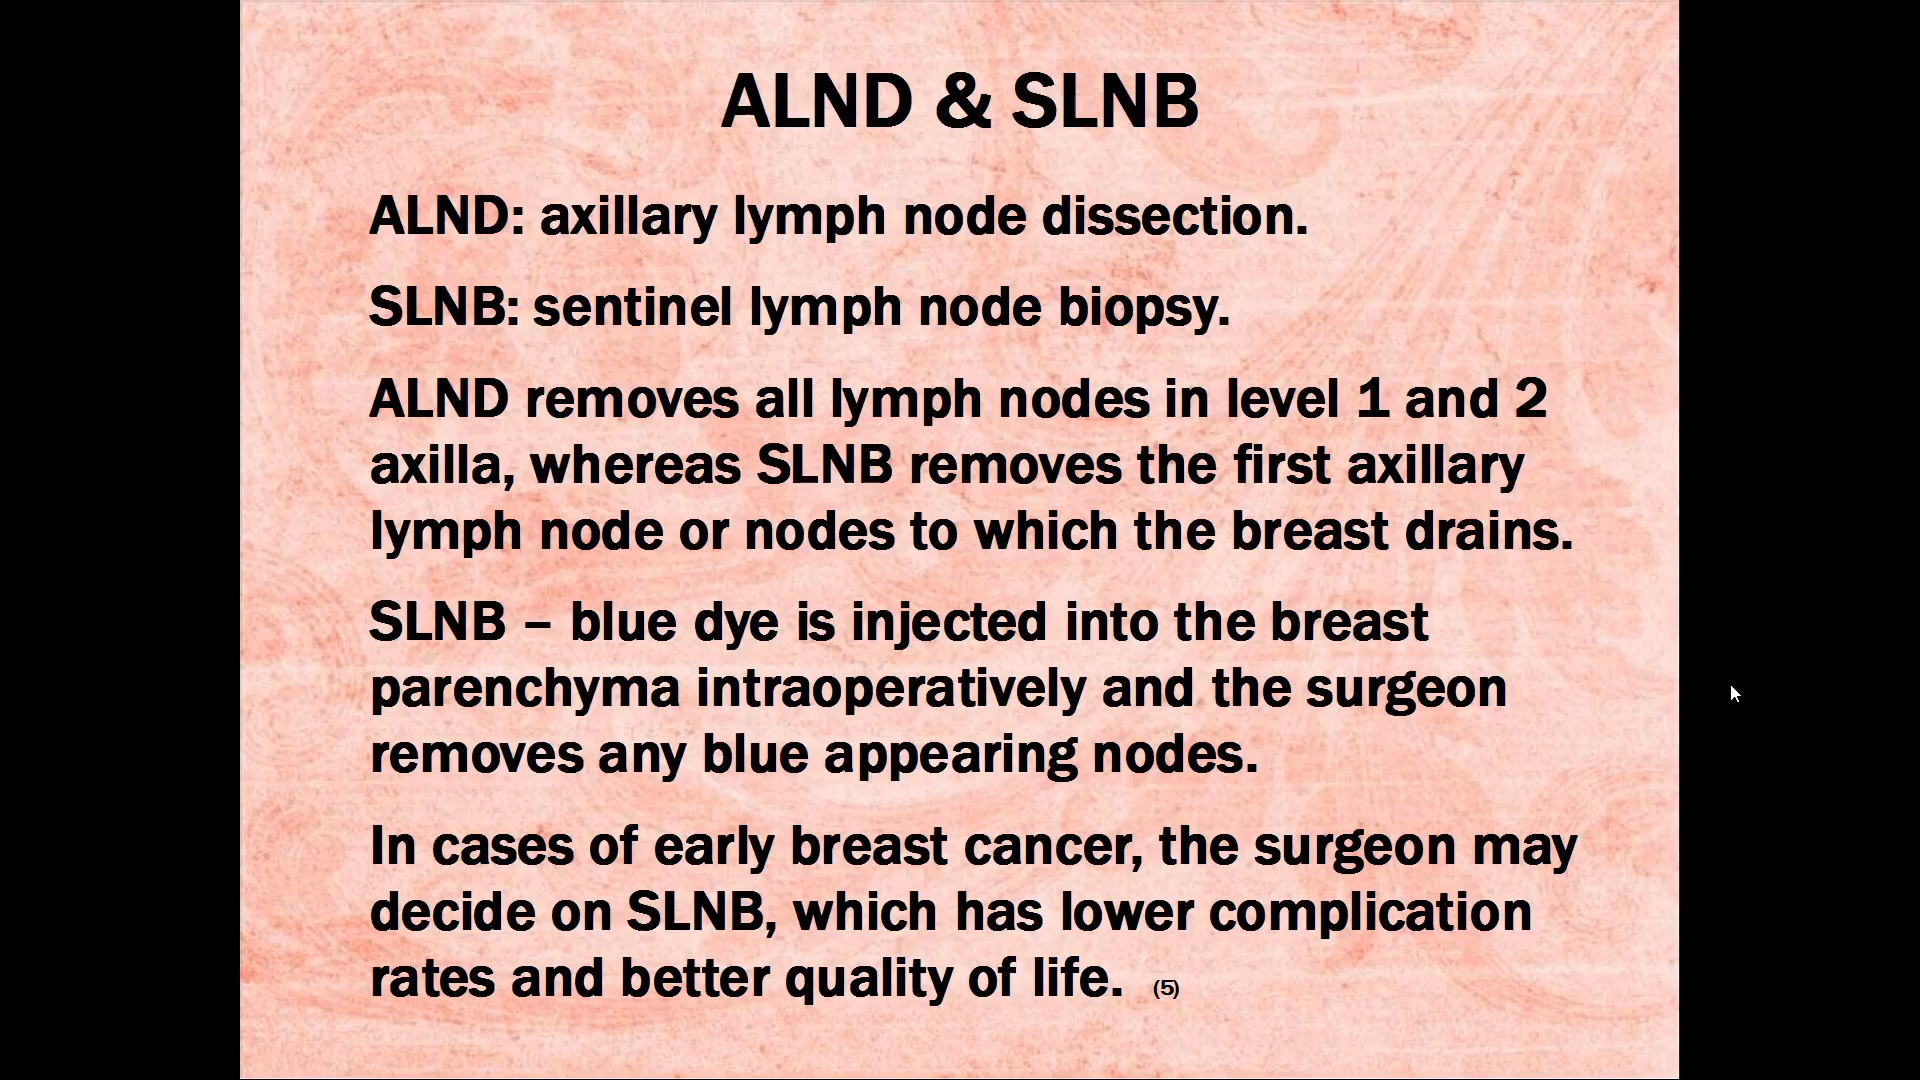 ALND & SLNB
ALND: axillary lymph node dissection.
SLNB: sentinel lymph node biopsy.
ALND removes all lymph nodes in level 1 and 2
axilla, whereas SLNB removes the first axillary
lymph node or nodes to which the breast drains.
SLNB – blue dye is injected into the breast
parenchyma intraoperatively and the surgeon
removes any blue appearing nodes.
In cases of early breast cancer, the surgeon may
decide on SLNB, which has lower complication
rates and better quality of life. (5)